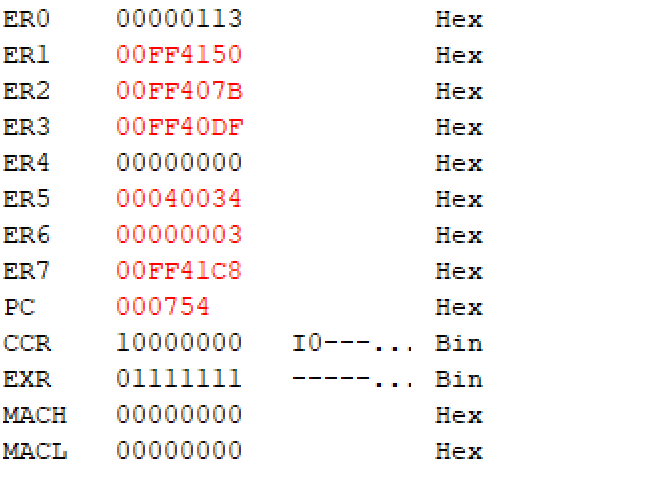 ER0 00000113 Hex
ER1 00FF4150 Hex
ER2 00FF407B Hex
ER3 00FF40DF Hex
ER4 00000000 Hex
ER5 00040034 Hex
ER6 00000003 Hex
ER7 00FF41C8 Hex
PC 000754 Hex
CCR 10000000 I0---... Bin
EXR 01111111 -----... Bin
MACH 00000000 Hex
MACL 00000000 Hex